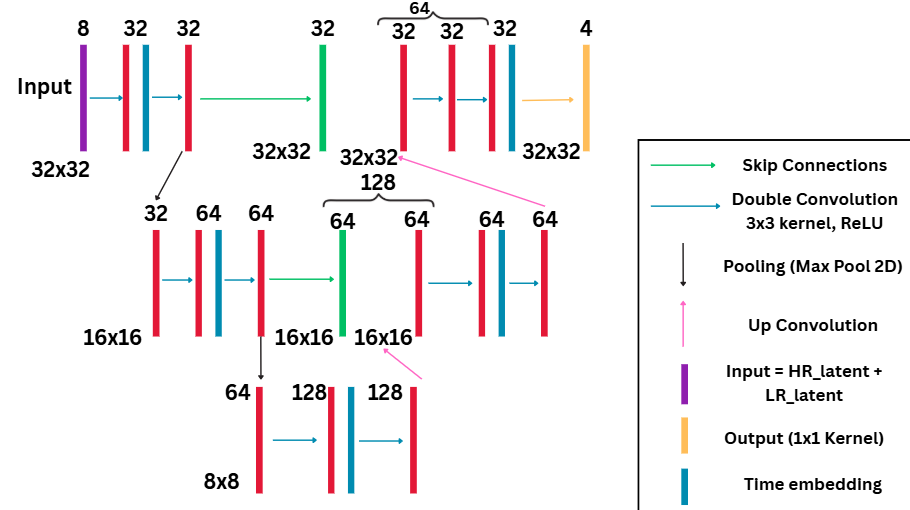 64
8
32
32
32
32
32
32
4
Input
32x32
32x32
32x32
32x32
128
32
64
64
64
64
64
64
16x16
16x16
16x16
64
128
128
8x8
Skip Connections
Double Convolution
3x3 kernel, ReLU
Pooling (Max Pool 2D)
Up Convolution
Input = HR_latent +
LR_latent
Output (1x1 Kernel)
Time embedding